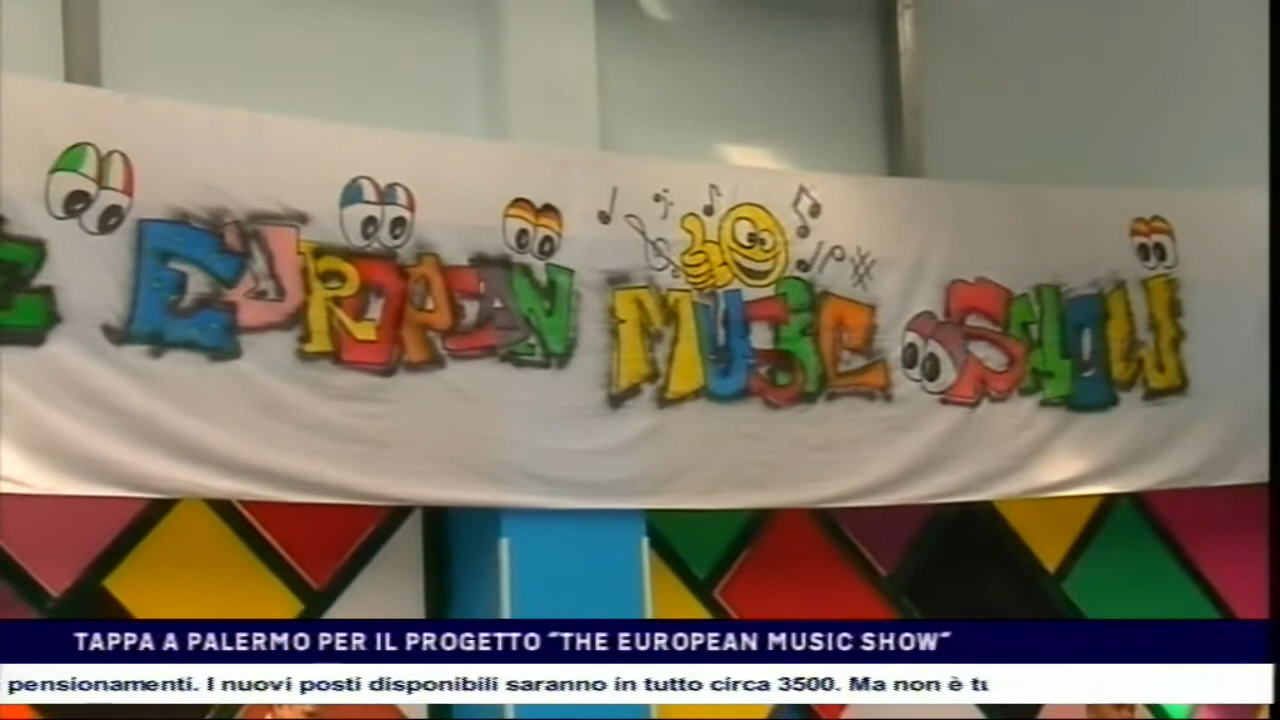 E EUROPEAN MUSIC SHOW
TAPPA A PALERMO PER IL PROGETTO "THE EUROPEAN MUSIC SHOW"
pensionamenti. I nuovi posti disponibili saranno in tutto circa 3500. Ma non è tu